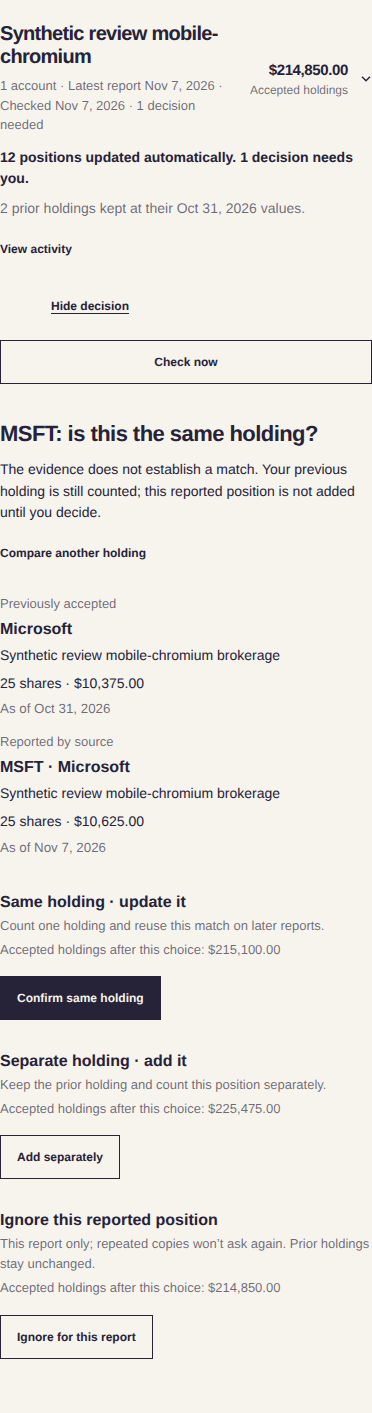 Synthetic review mobile-
chromium
$214,850.00
Accepted holdings
1 account · Latest report Nov 7, 2026 ·
Checked Nov 7, 2026 · 1 decision
needed
12 positions updated automatically. 1 decision needs
you.
2 prior holdings kept at their Oct 31, 2026 values.
View activity
Hide decision
Check now
MSFT: is this the same holding?
The evidence does not establish a match. Your previous
holding is still counted; this reported position is not added
until you decide.
Compare another holding
Previously accepted
Microsoft
Synthetic review mobile-chromium brokerage
25 shares · $10,375.00
As of Oct 31, 2026
Reported by source
MSFT · Microsoft
Synthetic review mobile-chromium brokerage
25 shares · $10,625.00
As of Nov 7, 2026
Same holding · update it
Count one holding and reuse this match on later reports.
Accepted holdings after this choice: $215,100.00
Confirm same holding
Separate holding · add it
Keep the prior holding and count this position separately.
Accepted holdings after this choice: $225,475.00
Add separately
Ignore this reported position
This report only; repeated copies won’t ask again. Prior holdings
stay unchanged.
Accepted holdings after this choice: $214,850.00
Ignore for this report